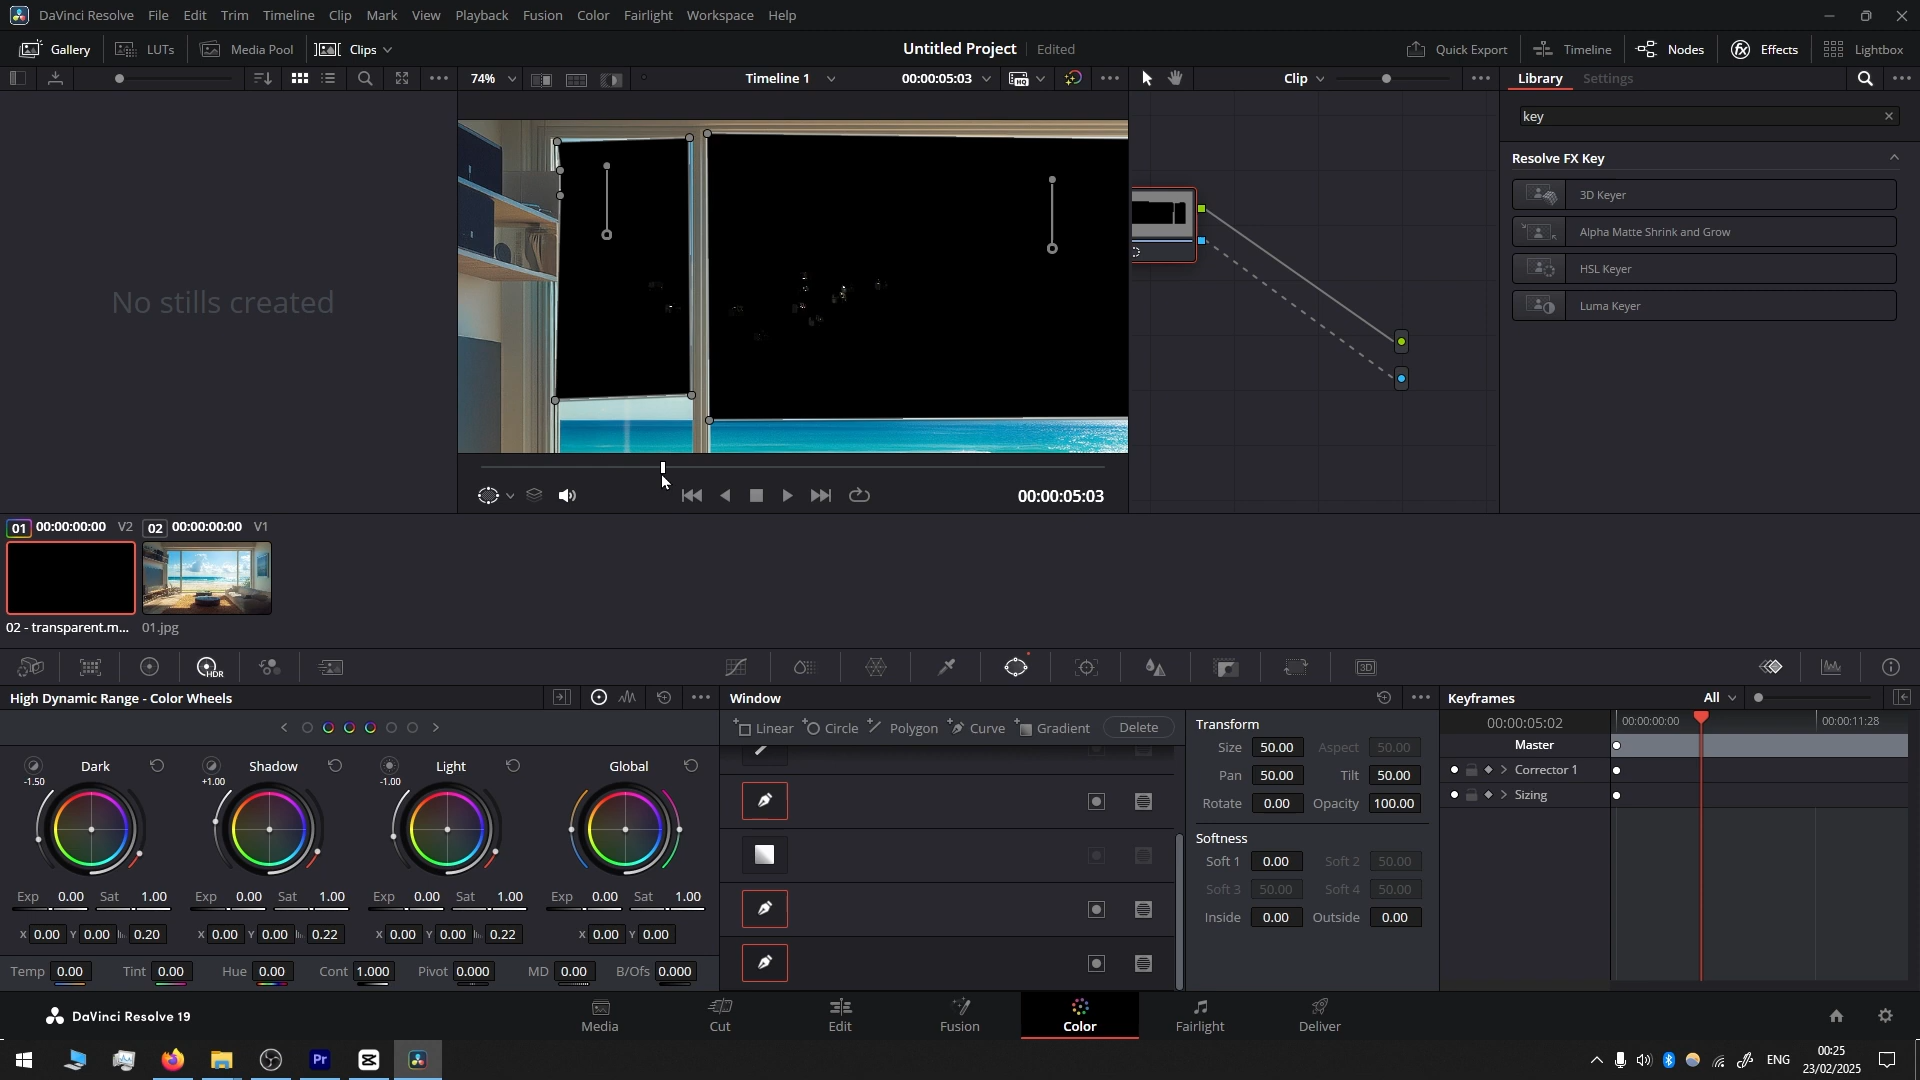 DaVinci Resolve File Edit Trim Timeline Clip Mark View Playback Fusion Color Fairlight Workspace Help
Gallery LUTs Media Pool Clips Untitled Project Edited Quick Export Timeline Nodes Effects Lightbox
74% Timeline 1 00:00:05:03 Clip Library Settings
key
Resolve FX Key
3D Keyer
Alpha Matte Shrink and Grow
HSL Keyer
Luma Keyer
No stills created
00:00:05:03
01 00:00:00:00 V2 02 00:00:00:00 V1
02 - transparent.m... 01.jpg
HDR 3D
High Dynamic Range - Color Wheels Window Keyframes All
Linear Circle Polygon Curve Gradient Delete
Transform
Size 50.00 Aspect 50.00
Pan 50.00 Tilt 50.00
Rotate 0.00 Opacity 100.00
Softness
Soft 1 0.00 Soft 2 50.00
Soft 3 50.00 Soft 4 50.00
Inside 0.00 Outside 0.00
00:00:05:02 00:00:00:00 00:00:11:28
Master
Corrector 1
Sizing
Dark Shadow Light Global
-1.50 +1.00 -1.00
Exp 0.00 Sat 1.00 Exp 0.00 Sat 1.00 Exp 0.00 Sat 1.00 Exp 0.00 Sat 1.00
X 0.00 Y 0.00 0.20 X 0.00 Y 0.00 0.22 X 0.00 Y 0.00 0.22 X 0.00 Y 0.00
Temp 0.00 Tint 0.00 Hue 0.00 Cont 1.000 Pivot 0.000 MD 0.00 B/Ofs 0.000
DaVinci Resolve 19
Media Cut Edit Fusion Color Fairlight Deliver
Pr ENG 00:25
23/02/2025